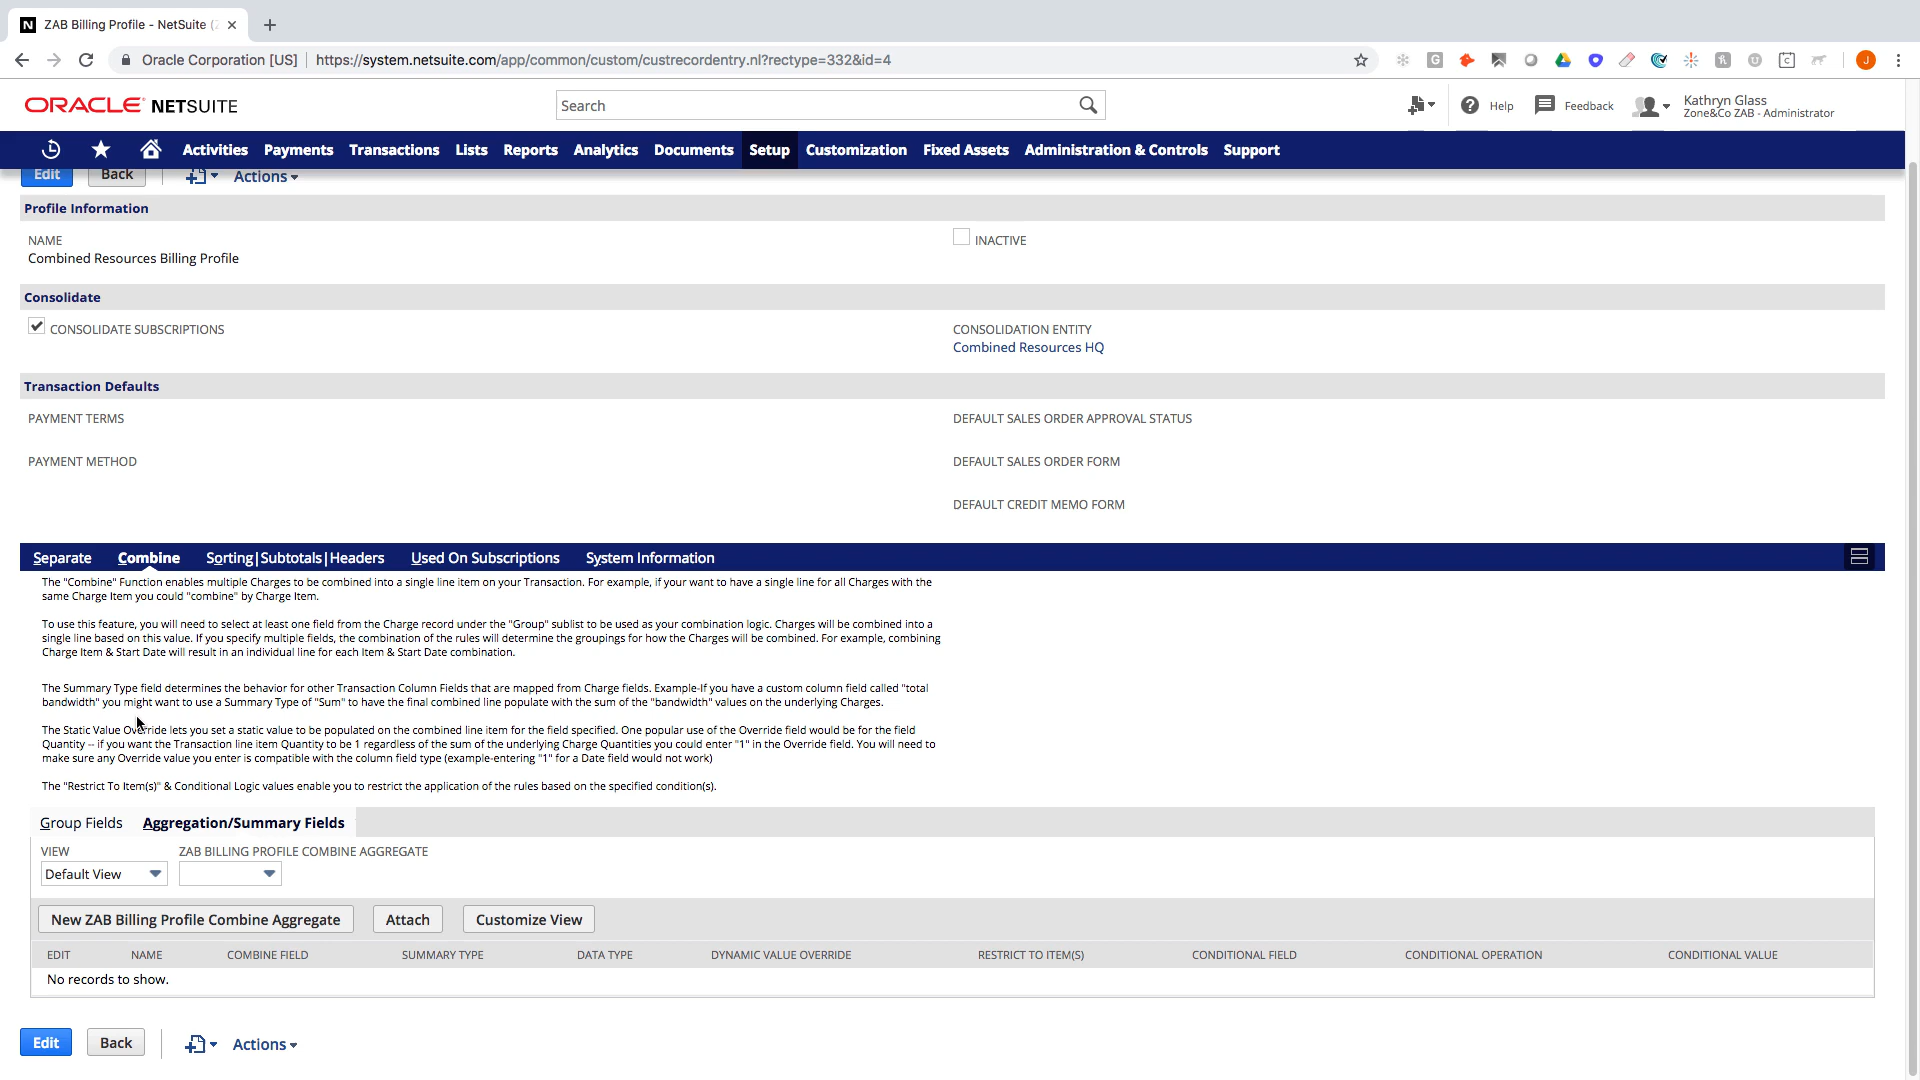 ZAB Billing Profile - NetSuite (Z
Oracle Corporation [US] | https://system.netsuite.com/app/common/custom/custrecordentry.nl?rectype=332&id=4
J
ORACLE NETSUITE
Search
Help
Feedback
Kathryn Glass
Zone&Co ZAB - Administrator
Activities Payments Transactions Lists Reports Analytics Documents Setup Customization Fixed Assets Administration & Controls Support
Edit Back Actions
Profile Information
NAME
Combined Resources Billing Profile
INACTIVE
Consolidate
CONSOLIDATE SUBSCRIPTIONS
CONSOLIDATION ENTITY
Combined Resources HQ
Transaction Defaults
PAYMENT TERMS
DEFAULT SALES ORDER APPROVAL STATUS
PAYMENT METHOD
DEFAULT SALES ORDER FORM
DEFAULT CREDIT MEMO FORM
Separate Combine Sorting|Subtotals|Headers Used On Subscriptions System Information
The "Combine" Function enables multiple Charges to be combined into a single line item on your Transaction. For example, if your want to have a single line for all Charges with the
same Charge Item you could "combine" by Charge Item.
To use this feature, you will need to select at least one field from the Charge record under the "Group" sublist to be used as your combination logic. Charges will be combined into a
single line based on this value. If you specify multiple fields, the combination of the rules will determine the groupings for how the Charges will be combined. For example, combining
Charge Item & Start Date will result in an individual line for each Item & Start Date combination.
The Summary Type field determines the behavior for other Transaction Column Fields that are mapped from Charge fields. Example-If you have a custom column field called "total
bandwidth" you might want to use a Summary Type of "Sum" to have the final combined line populate with the sum of the "bandwidth" values on the underlying Charges.
The Static Value Override lets you set a static value to be populated on the combined line item for the field specified. One popular use of the Override field would be for the field
Quantity -- if you want the Transaction line item Quantity to be 1 regardless of the sum of the underlying Charge Quantities you could enter "1" in the Override field. You will need to
make sure any Override value you enter is compatible with the column field type (example-entering "1" for a Date field would not work)
The "Restrict To Item(s)" & Conditional Logic values enable you to restrict the application of the rules based on the specified condition(s).
Group Fields Aggregation/Summary Fields
VIEW ZAB BILLING PROFILE COMBINE AGGREGATE
Default View
New ZAB Billing Profile Combine Aggregate Attach Customize View
EDIT NAME COMBINE FIELD SUMMARY TYPE DATA TYPE DYNAMIC VALUE OVERRIDE RESTRICT TO ITEM(S) CONDITIONAL FIELD CONDITIONAL OPERATION CONDITIONAL VALUE
No records to show.
Edit Back Actions